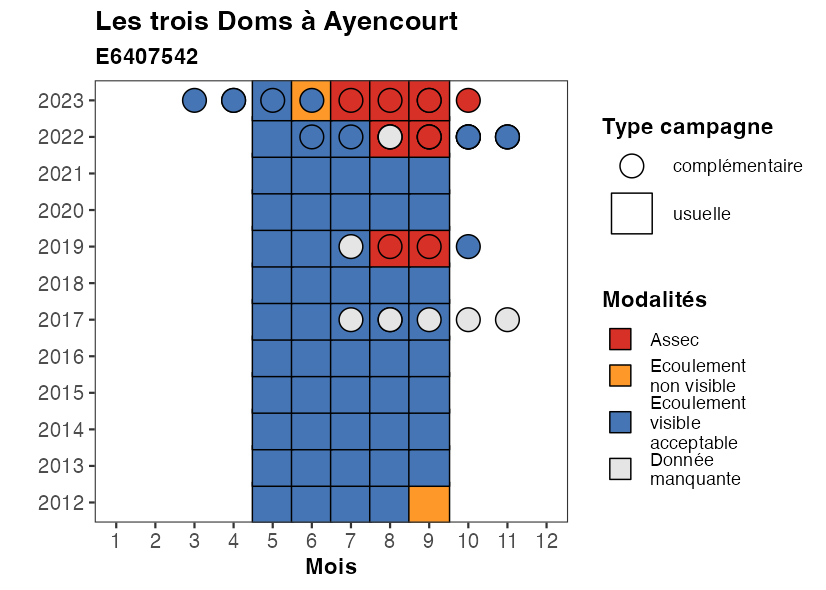 Les trois Doms à Ayencourt
E6407542
2023
2022
2021
2020
2019
2018
2017
2016
2015
2014
2013
2012
1 2 3 4 5 6 7 8 9 10 11 12
Mois
Type campagne
complémentaire
usuelle
Modalités
Assec
Ecoulement
non visible
Ecoulement
visible
acceptable
Donnée
manquante